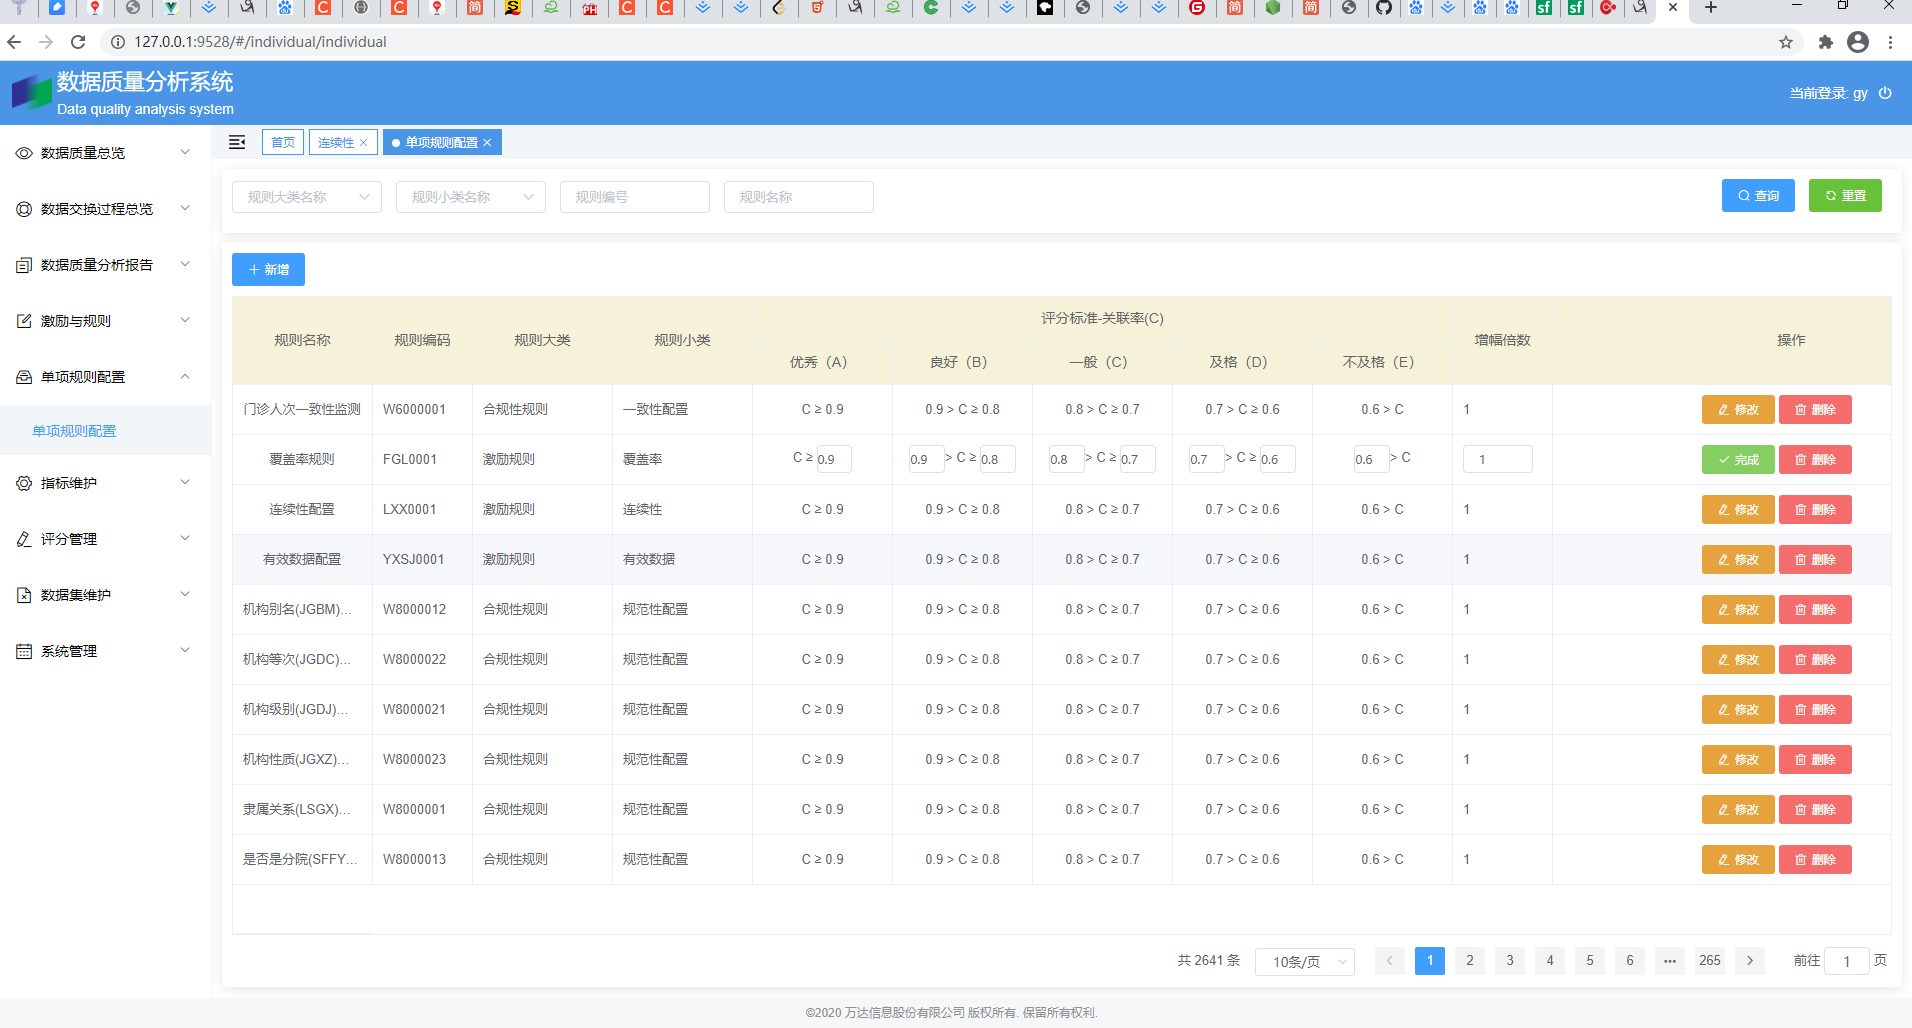 127.0.0.1:9528/#/individual/individual
数据质量分析系统
Data quality analysis system
当前登录: gy
数据质量总览
数据交换过程总览
数据质量分析报告
激励与规则
单项规则配置
单项规则配置
指标维护
评分管理
数据集维护
系统管理
首页 连续性 × 单项规则配置 ×
规则大类名称 规则小类名称 规则编号 规则名称 查询 重置
+ 新增
规则名称 规则编码 规则大类 规则小类 评分标准-关联率(C) 增幅倍数 操作
优秀（A） 良好（B） 一般（C） 及格（D） 不及格（E）
门诊人次一致性监测 W6000001 合规性规则 一致性配置 C ≥ 0.9 0.9 > C ≥ 0.8 0.8 > C ≥ 0.7 0.7 > C ≥ 0.6 0.6 > C 1 修改 删除
覆盖率规则 FGL0001 激励规则 覆盖率 C ≥ 0.9 0.9 > C ≥ 0.8 0.8 > C ≥ 0.7 0.7 > C ≥ 0.6 0.6 > C 1 完成 删除
连续性配置 LXX0001 激励规则 连续性 C ≥ 0.9 0.9 > C ≥ 0.8 0.8 > C ≥ 0.7 0.7 > C ≥ 0.6 0.6 > C 1 修改 删除
有效数据配置 YXSJ0001 激励规则 有效数据 C ≥ 0.9 0.9 > C ≥ 0.8 0.8 > C ≥ 0.7 0.7 > C ≥ 0.6 0.6 > C 1 修改 删除
机构别名(JGBM)... W8000012 合规性规则 规范性配置 C ≥ 0.9 0.9 > C ≥ 0.8 0.8 > C ≥ 0.7 0.7 > C ≥ 0.6 0.6 > C 1 修改 删除
机构等次(JGDC)... W8000022 合规性规则 规范性配置 C ≥ 0.9 0.9 > C ≥ 0.8 0.8 > C ≥ 0.7 0.7 > C ≥ 0.6 0.6 > C 1 修改 删除
机构级别(JGDJ)... W8000021 合规性规则 规范性配置 C ≥ 0.9 0.9 > C ≥ 0.8 0.8 > C ≥ 0.7 0.7 > C ≥ 0.6 0.6 > C 1 修改 删除
机构性质(JGXZ)... W8000023 合规性规则 规范性配置 C ≥ 0.9 0.9 > C ≥ 0.8 0.8 > C ≥ 0.7 0.7 > C ≥ 0.6 0.6 > C 1 修改 删除
隶属关系(LSGX)... W8000001 合规性规则 规范性配置 C ≥ 0.9 0.9 > C ≥ 0.8 0.8 > C ≥ 0.7 0.7 > C ≥ 0.6 0.6 > C 1 修改 删除
是否是分院(SFFY... W8000013 合规性规则 规范性配置 C ≥ 0.9 0.9 > C ≥ 0.8 0.8 > C ≥ 0.7 0.7 > C ≥ 0.6 0.6 > C 1 修改 删除
共 2641 条 10条/页 1 2 3 4 5 6 ... 265 前往 1 页
©2020 万达信息股份有限公司 版权所有. 保留所有权利.